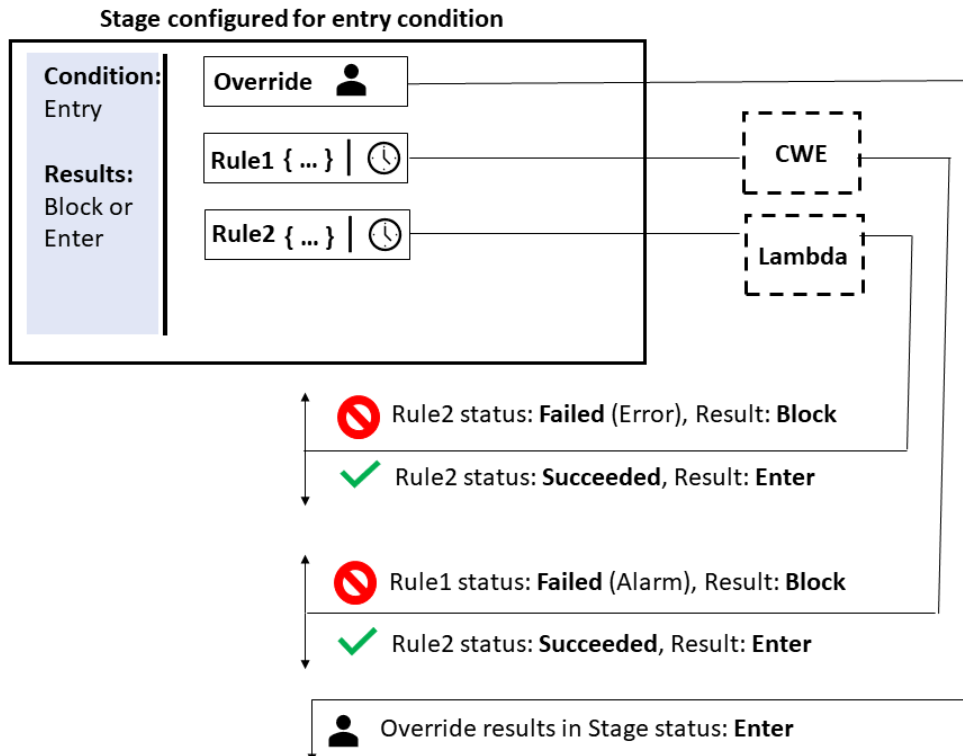 Stage configured for entry condition
Condition:
Entry
Results:
Block or
Enter
Override
Rule1 { ... } |
Rule2 { ... } |
CWE
Lambda
Rule2 status: Failed (Error), Result: Block
Rule2 status: Succeeded, Result: Enter
Rule1 status: Failed (Alarm), Result: Block
Rule2 status: Succeeded, Result: Enter
Override results in Stage status: Enter